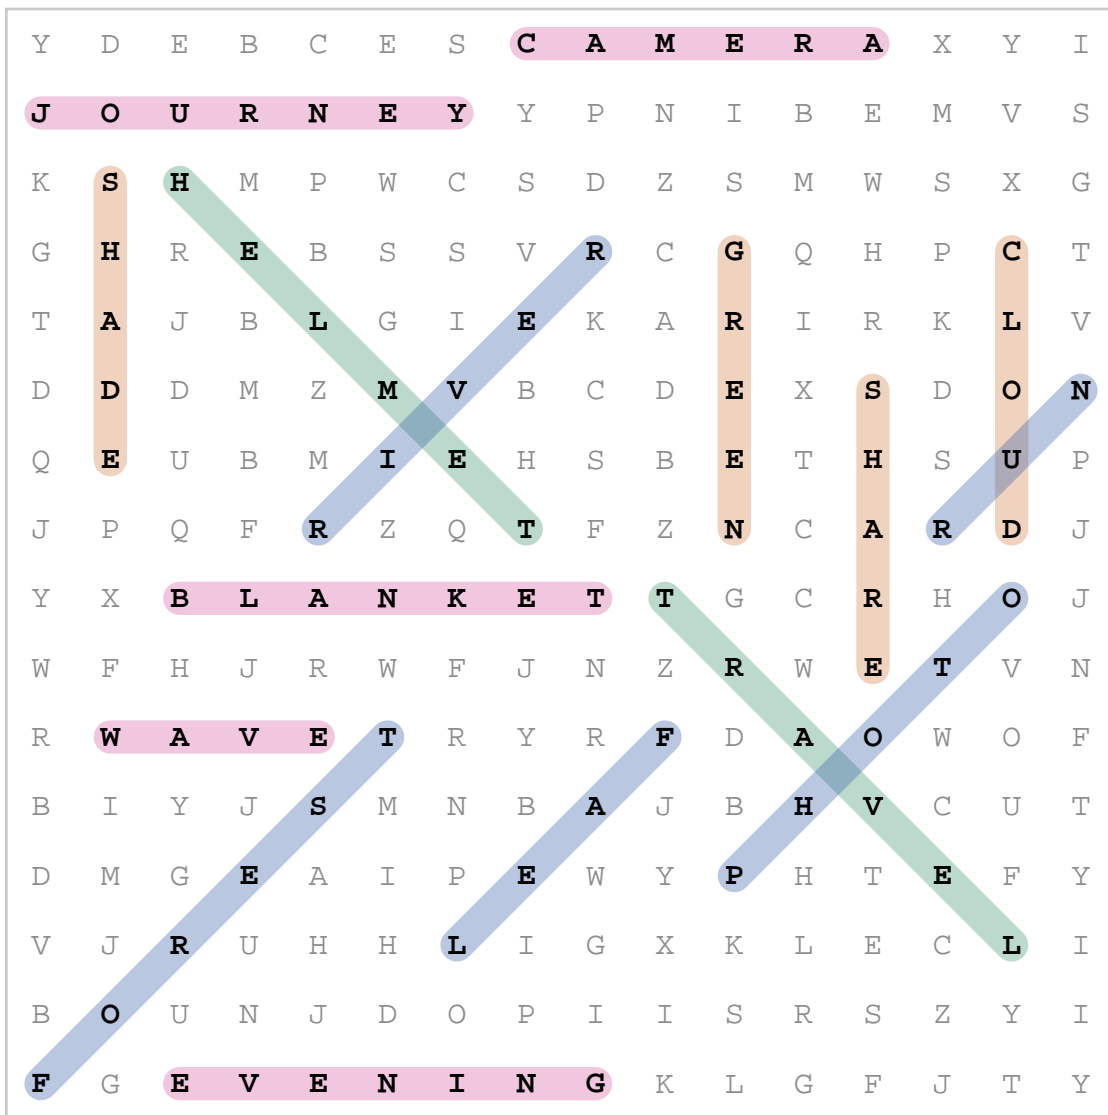 Y D E B C E S C A M E R A X Y I
J O U R N E Y Y P N I B E M V S
K S H M P W C S D Z S M W S X G
G H R E B S S V R C G Q H P C T
T A J B L G I E K A R I R K L V
D D D M Z M V B C D E X S D O N
Q E U B M I E H S B E T H S U P
J P Q F R Z Q T F Z N C A R D J
Y X B L A N K E T T G C R H O J
W F H J R W F J N Z R W E T V N
R W A V E T R Y R F D A O W O F
B I Y J S M N B A J B H V C U T
D M G E A I P E W Y P H T E F Y
V J R U H H L I G X K L E C L I
B O U N J D O P I I S R S Z Y I
F G E V E N I N G K L G F J T Y